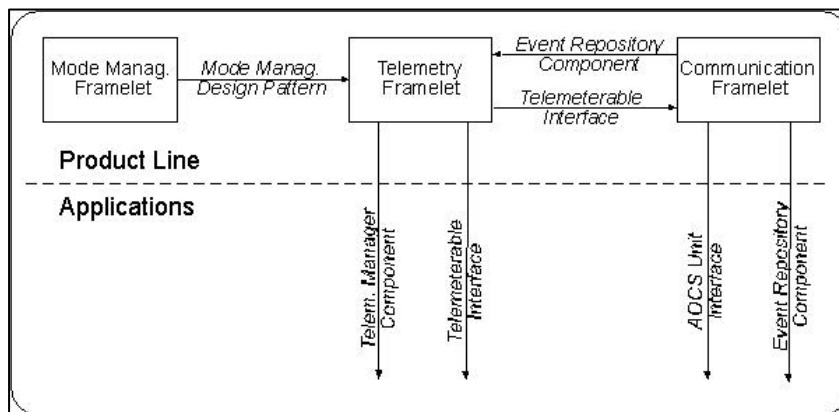 Mode Manag.
Framelet
Mode Manag.
Design Pattern
Telemetry
Framelet
Event Repository
Component
Telemeterable
Interface
Communication
Framelet
Product Line
Applications
Telem. Manager
Component
Telemeterable
Interface
AOCS Unit
Interface
Event Repository
Component